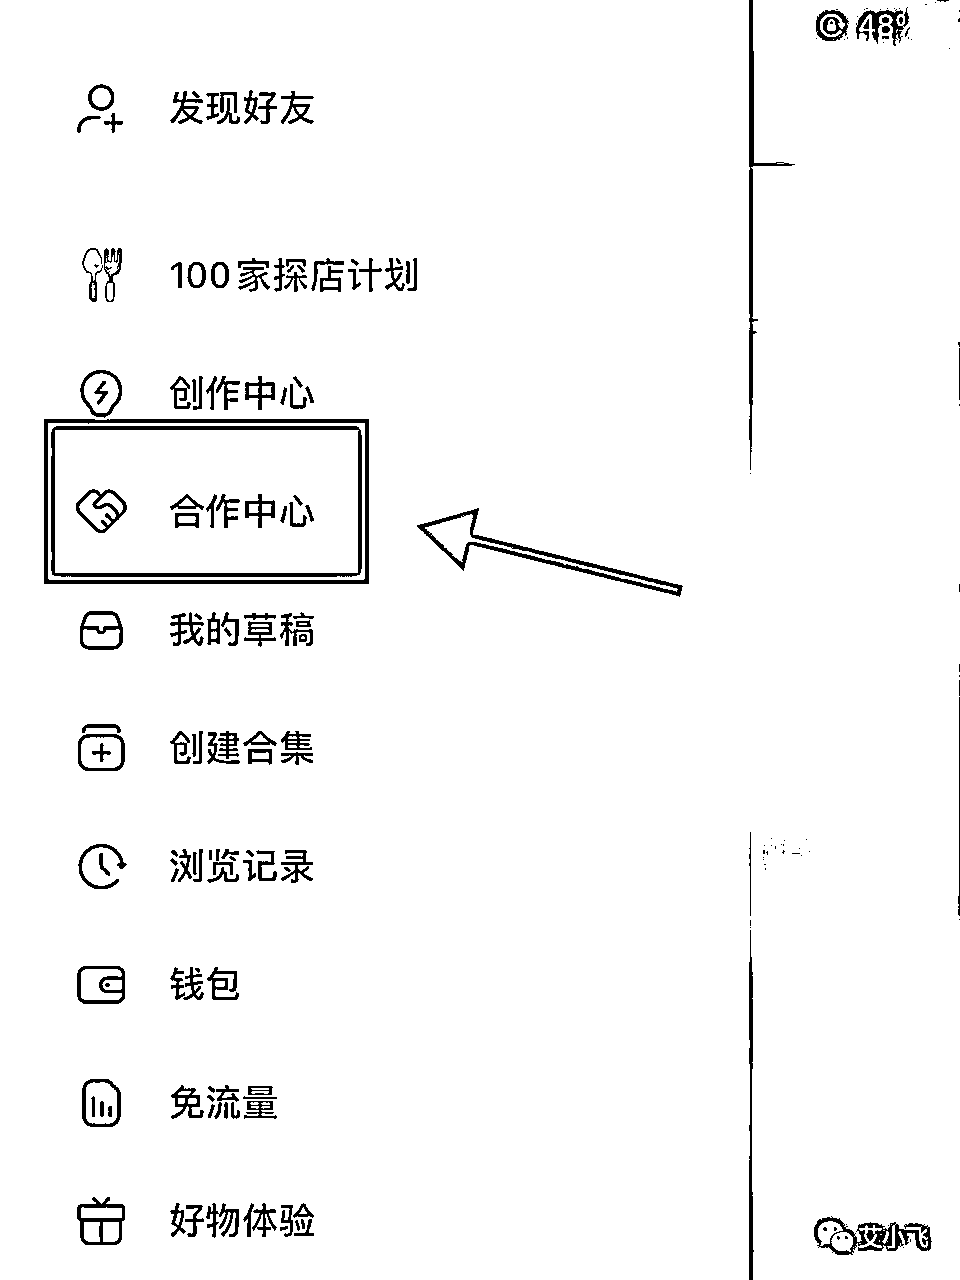 48%
发现好友
100家探店计划
创作中心
合作中心
我的草稿
创建合集
浏览记录
钱包
免流量
好物体验
艾小飞